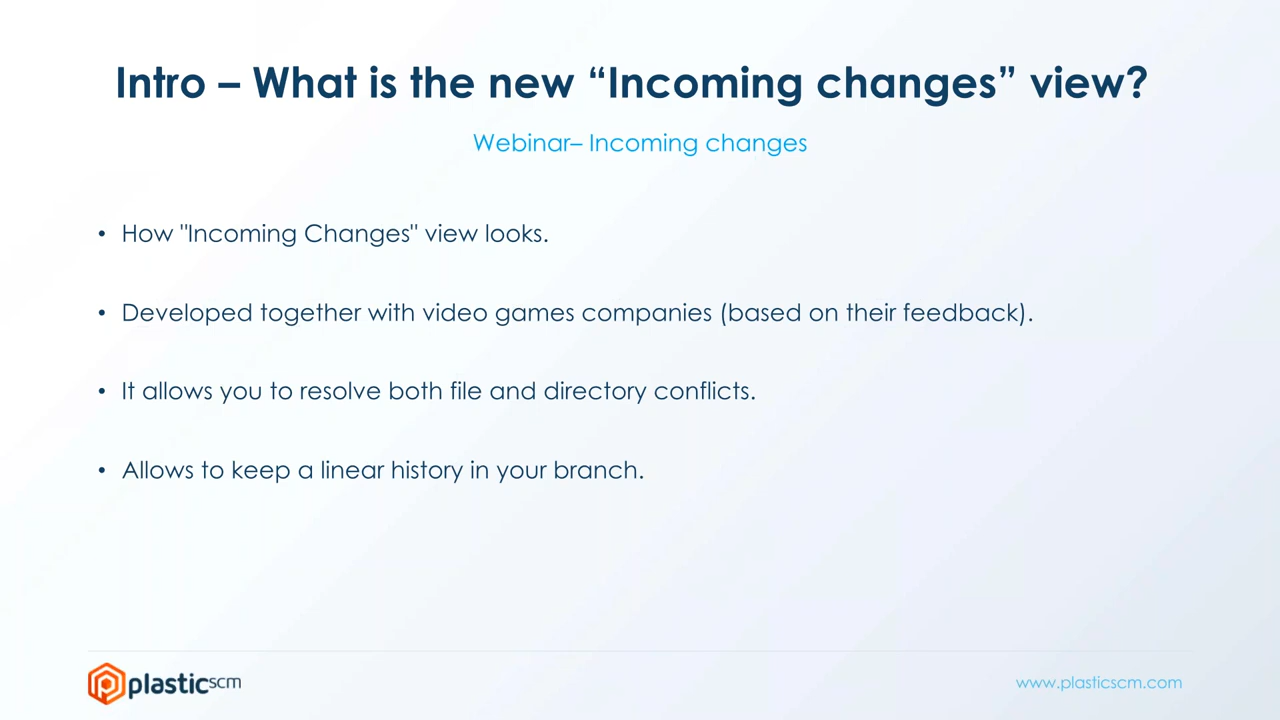 Intro – What is the new “Incoming changes” view?
Webinar– Incoming changes
• How "Incoming Changes" view looks.
• Developed together with video games companies (based on their feedback).
• It allows you to resolve both file and directory conflicts.
• Allows to keep a linear history in your branch.
plastic scm
www.plasticscm.com